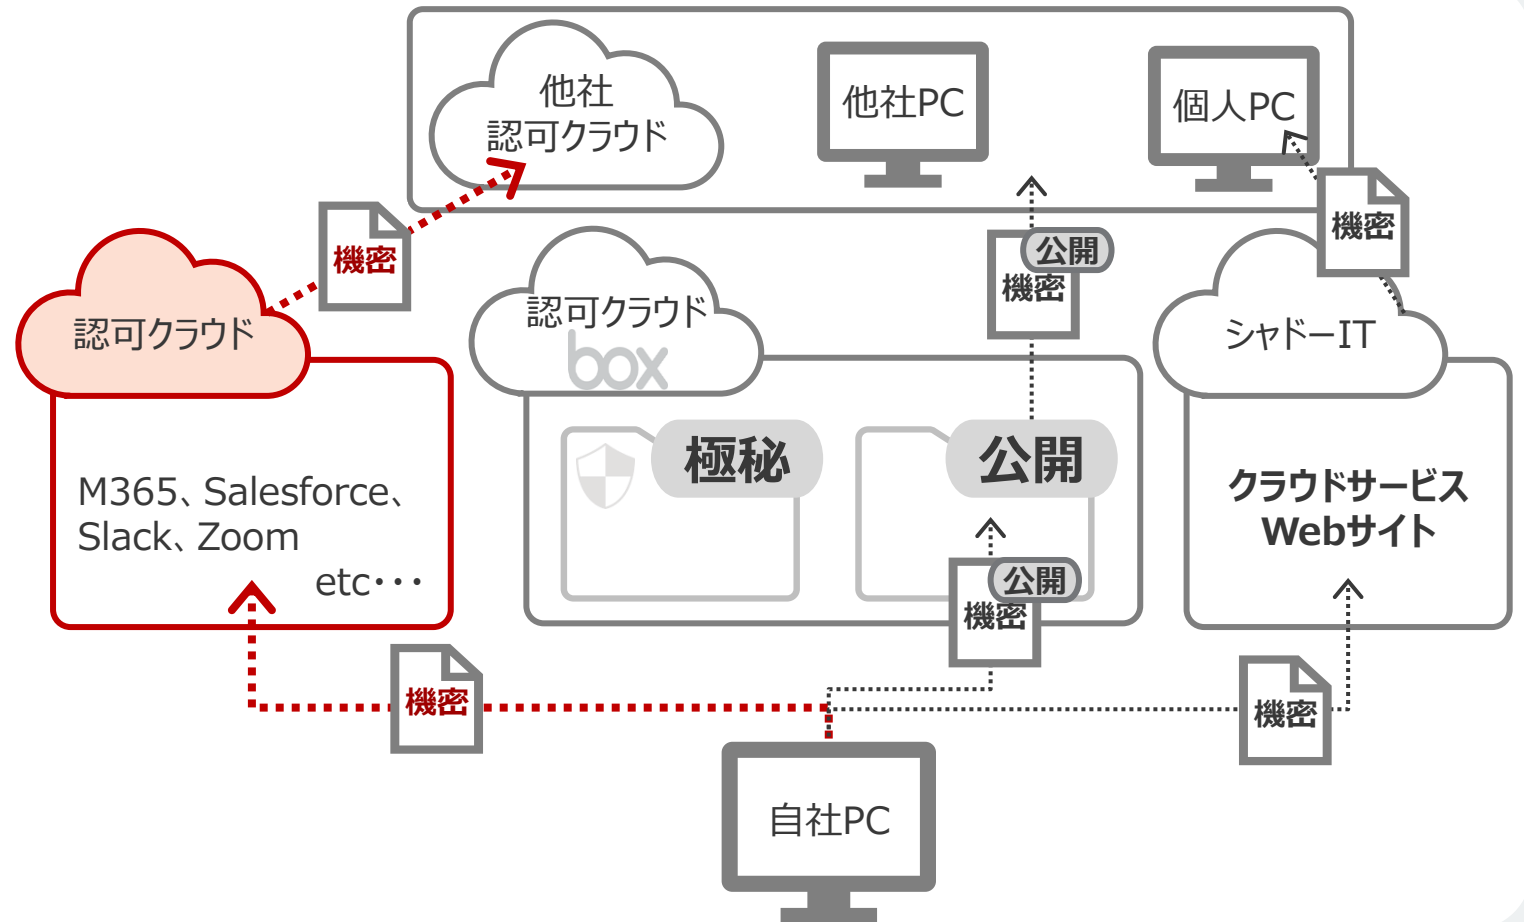 他社
認可クラウド
他社PC
個人PC
機密
公開
機密
機密
認可クラウド
認可クラウド
box
シャドーIT
極秘
公開
M365、Salesforce、
Slack、Zoom
etc・・・
クラウドサービス
Webサイト
公開
機密
機密
機密
自社PC